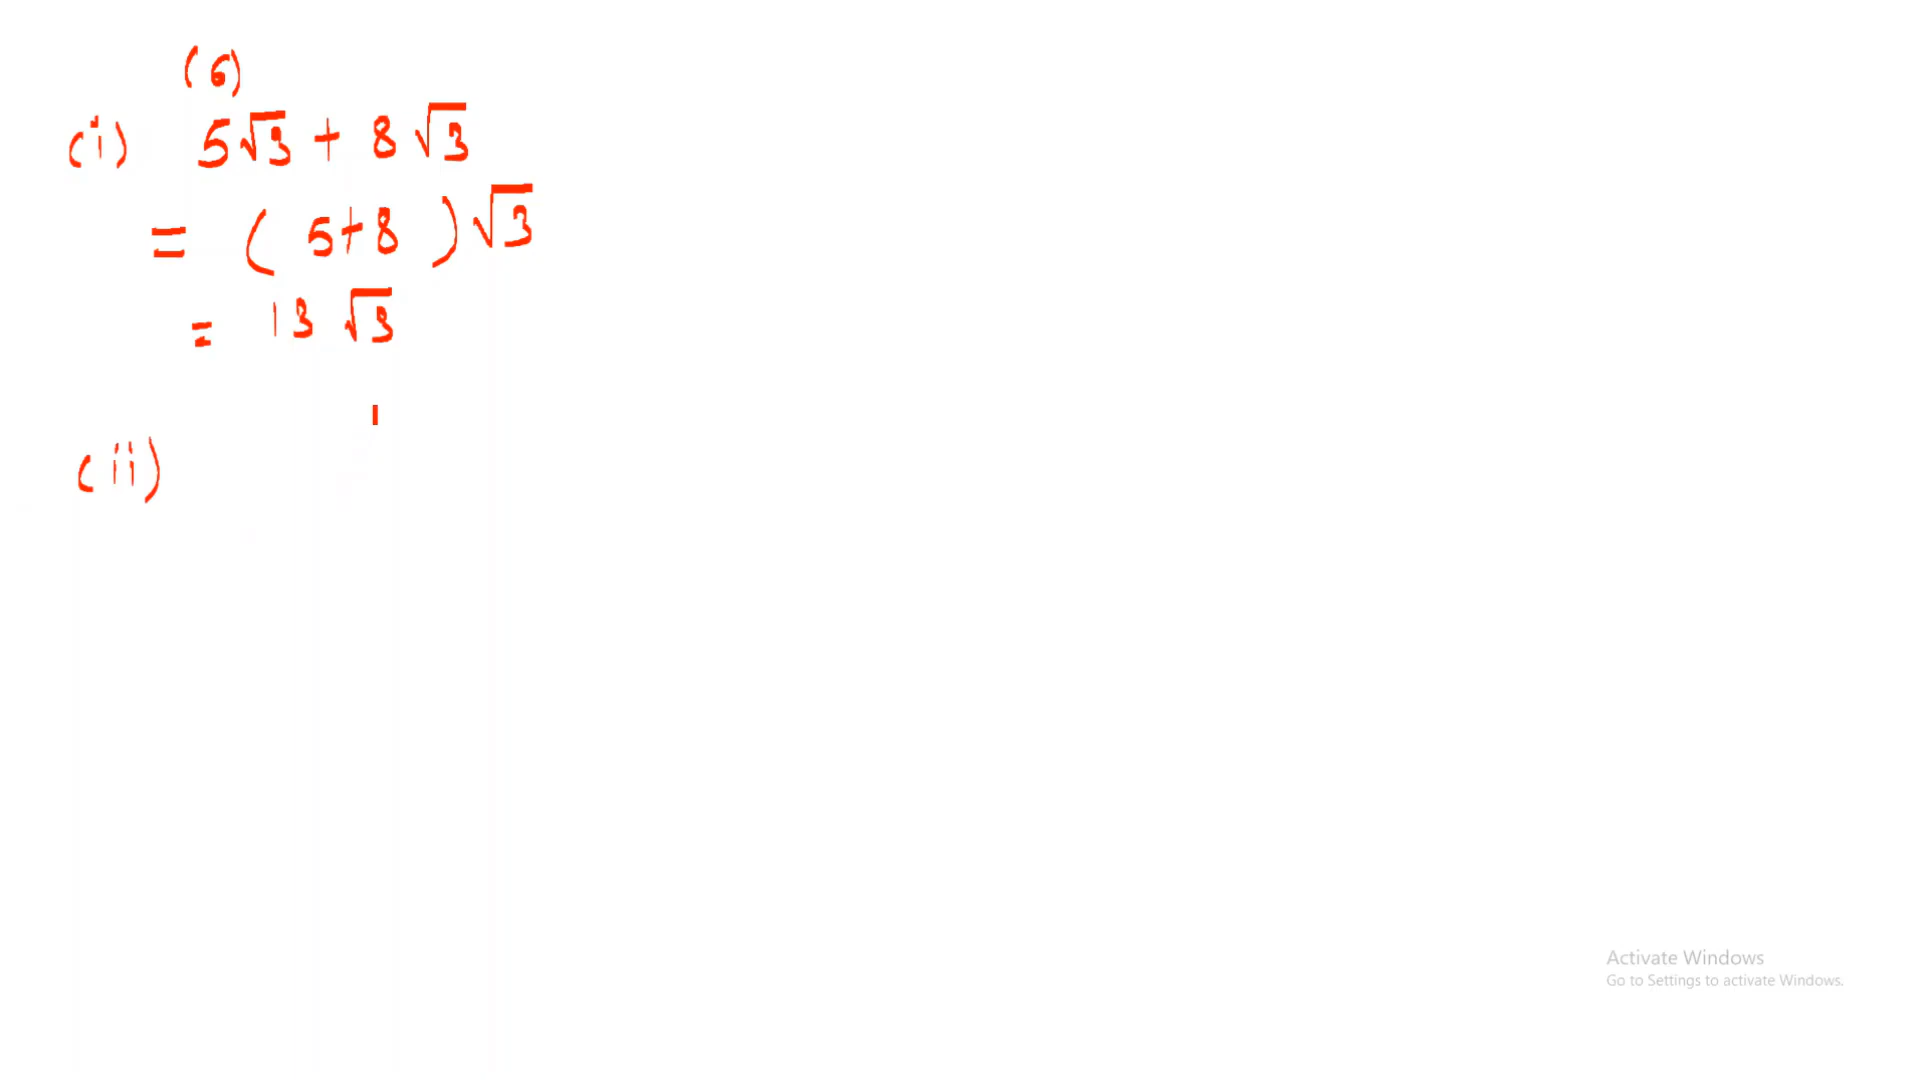 (6)
(i) 5√3 + 8√3
= (5+8)√3
= 13√3
(ii)
Activate Windows
Go to Settings to activate Windows.